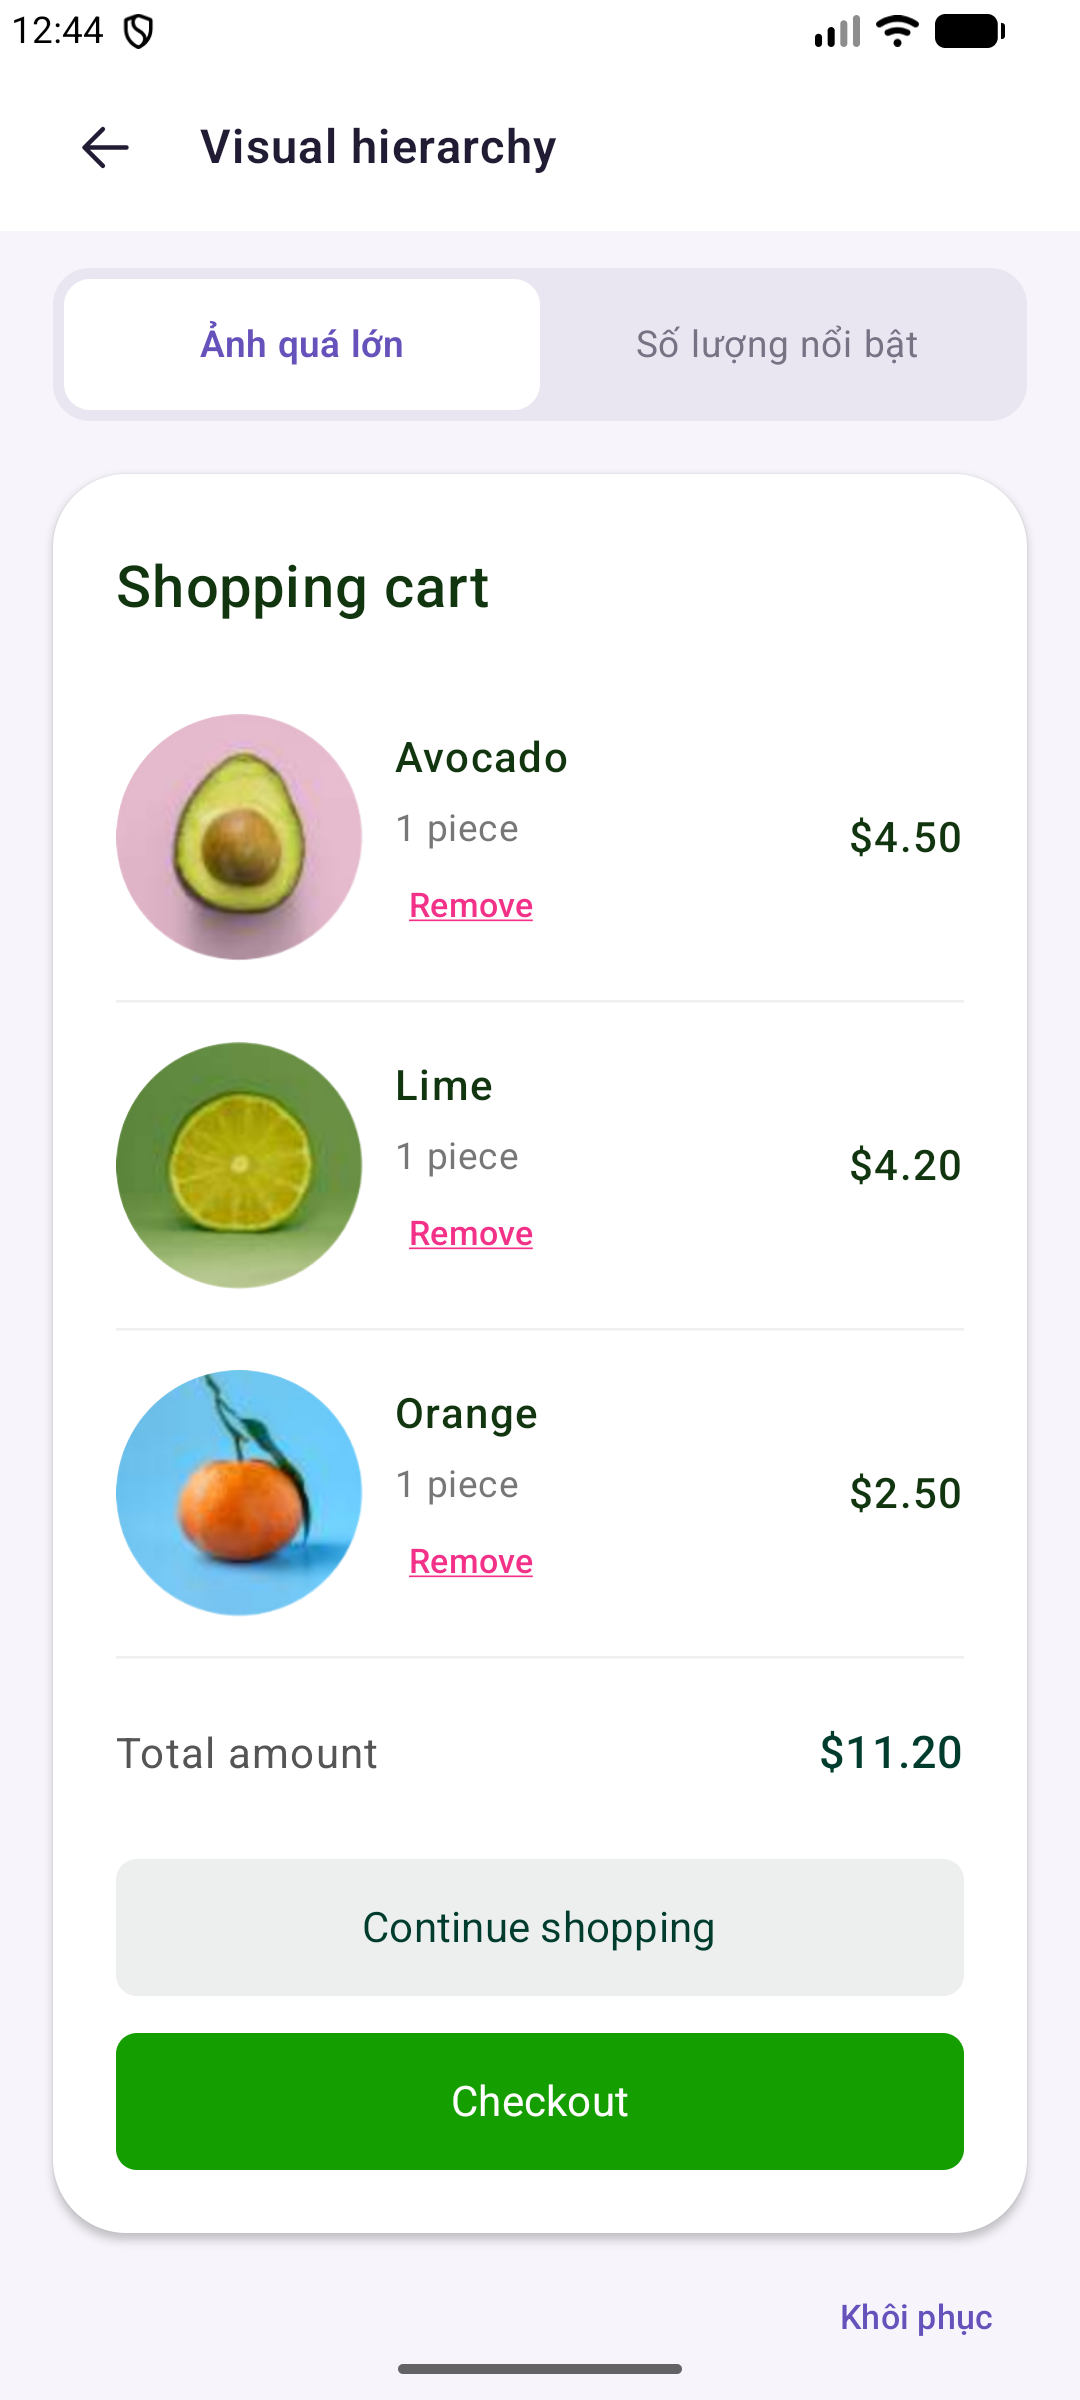 12:44
Visual hierarchy
Ảnh quá lớn
Số lượng nổi bật
Shopping cart
Avocado
1 piece
$4.50
Remove
Lime
1 piece
$4.20
Remove
Orange
1 piece
$2.50
Remove
Total amount
$11.20
Continue shopping
Checkout
Khôi phục